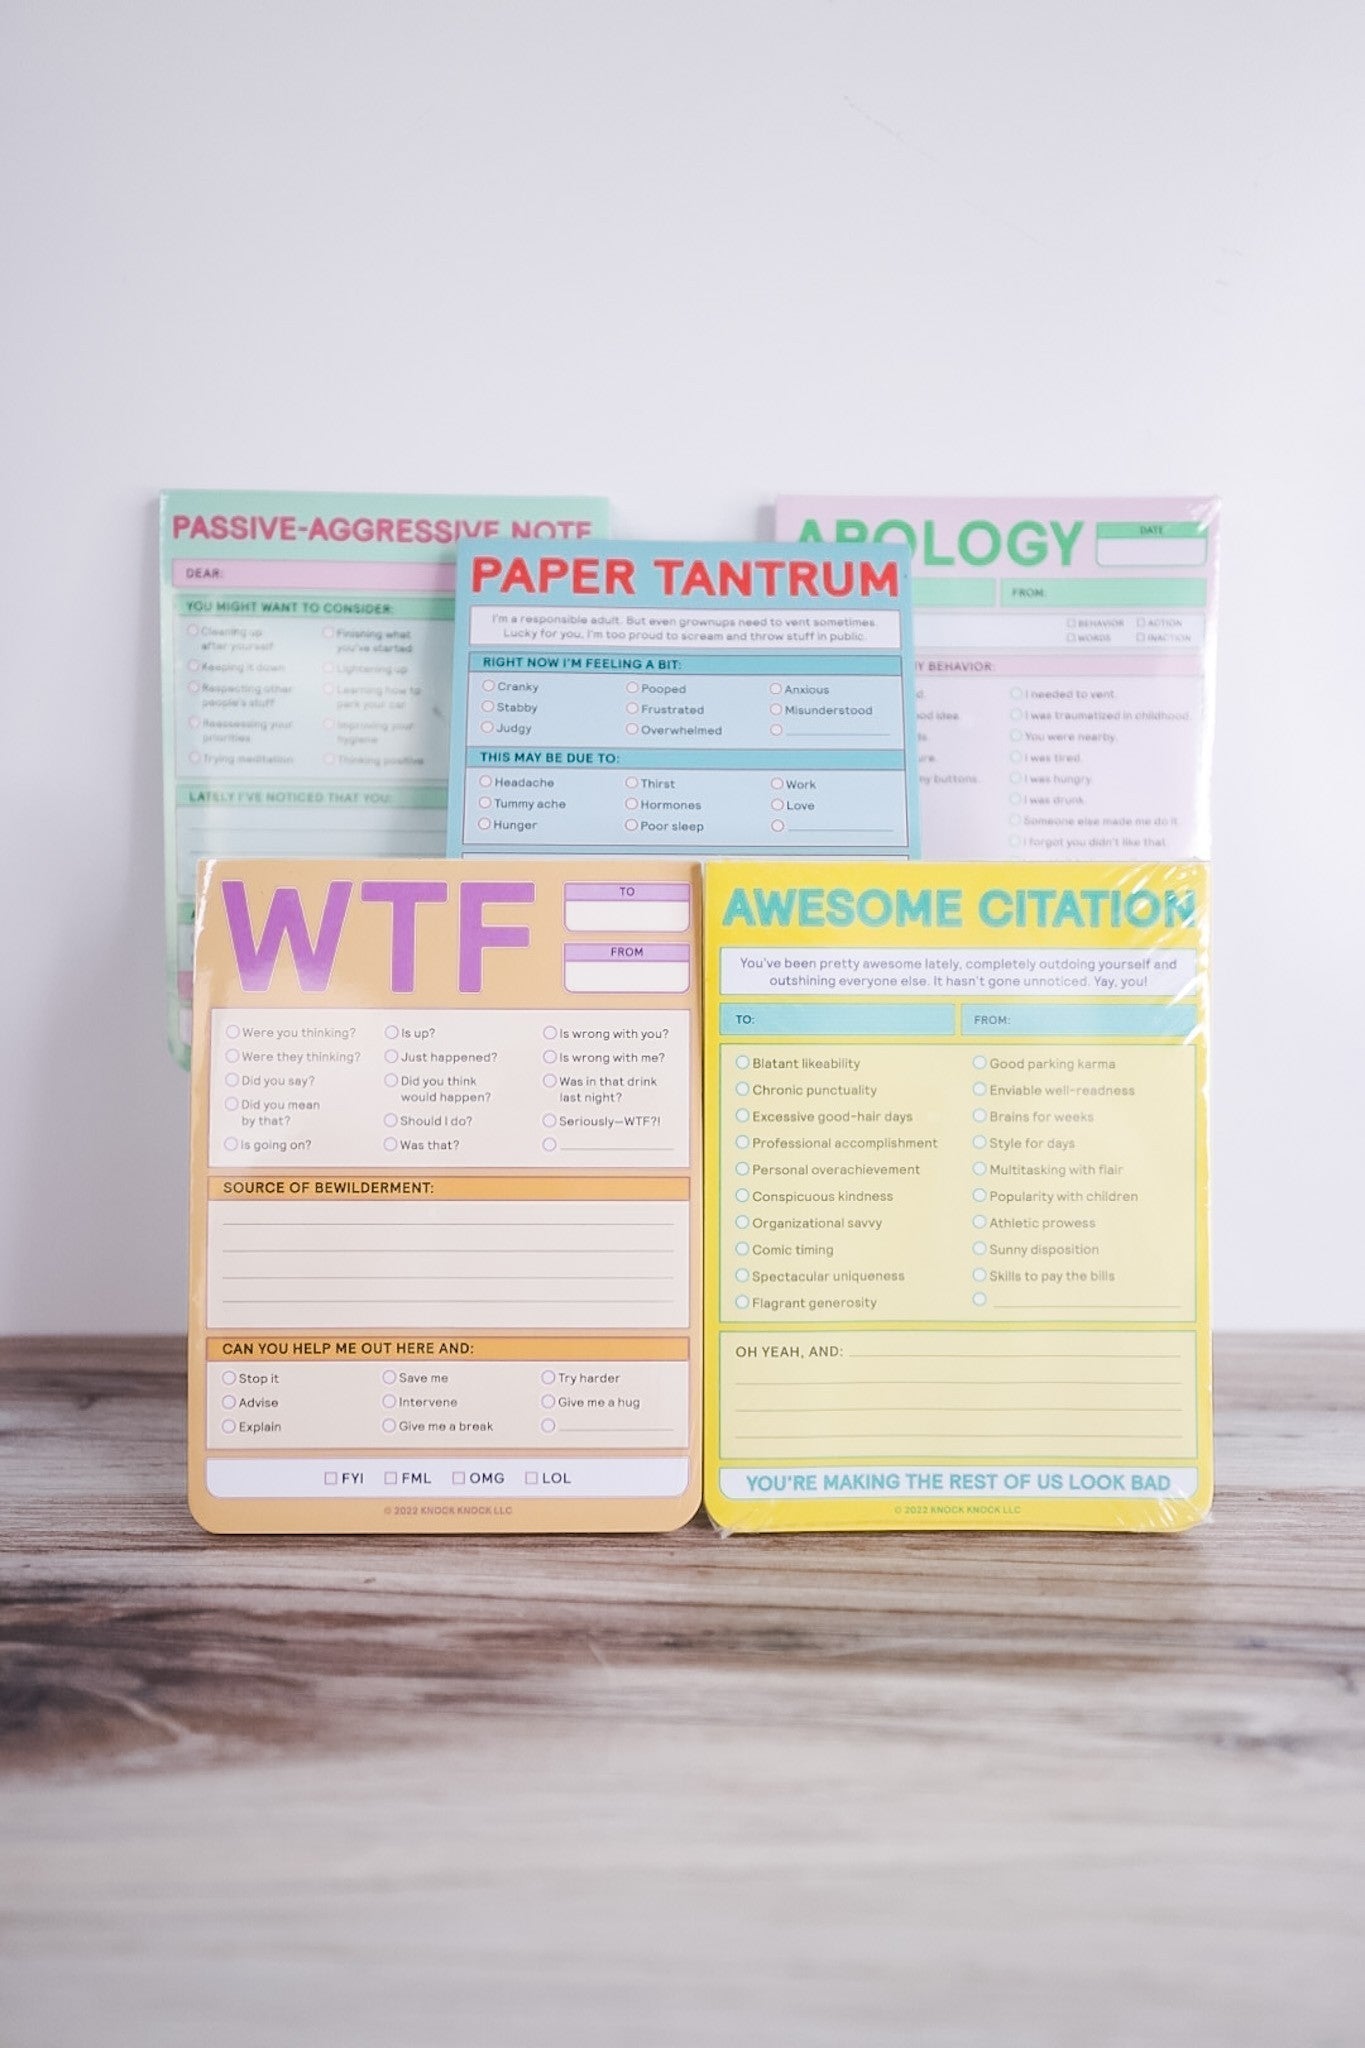 PASSIVE-AGGRESSIVE NOTE
DEAR:
YOU MIGHT WANT TO CONSIDER:
Cleaning up
after yourself
Keeping it down
Respecting other
people's stuff
Reassessing your
priorities
Trying meditation
Finishing what
you've started
Lightening up
Learning how to
park your car
Improving your
hygiene
Thinking positive
LATELY I'VE NOTICED THAT YOU:
PAPER TANTRUM
I'm a responsible adult. But even grownups need to vent sometimes.
Lucky for you, I'm too proud to scream and throw stuff in public.
RIGHT NOW I'M FEELING A BIT:
Cranky
Stabby
Judgy
Pooped
Frustrated
Overwhelmed
Anxious
Misunderstood
THIS MAY BE DUE TO:
Headache
Tummy ache
Hunger
Thirst
Hormones
Poor sleep
Work
Love
APOLOGY
DATE
FROM:
BEHAVIOR
ACTION
WORDS
INACTION
BEHAVIOR:
idea.
buttons.
I needed to vent.
I was traumatized in childhood.
You were nearby.
I was tired.
I was hungry.
I was drunk.
Someone else made me do it.
I forgot you didn't like that.
WTF
TO
FROM
Were you thinking?
Were they thinking?
Did you say?
Did you mean
by that?
Is going on?
Is up?
Just happened?
Did you think
would happen?
Should I do?
Was that?
Is wrong with you?
Is wrong with me?
Was in that drink
last night?
Seriously—WTF?!
SOURCE OF BEWILDERMENT:
CAN YOU HELP ME OUT HERE AND:
Stop it
Advise
Explain
Save me
Intervene
Give me a break
Try harder
Give me a hug
FYI FML OMG LOL
© 2022 KNOCK KNOCK LLC
AWESOME CITATION
You've been pretty awesome lately, completely outdoing yourself and
outshining everyone else. It hasn't gone unnoticed. Yay, you!
TO:
FROM:
Blatant likeability
Chronic punctuality
Excessive good-hair days
Professional accomplishment
Personal overachievement
Conspicuous kindness
Organizational savvy
Comic timing
Spectacular uniqueness
Flagrant generosity
Good parking karma
Enviable well-readness
Brains for weeks
Style for days
Multitasking with flair
Popularity with children
Athletic prowess
Sunny disposition
Skills to pay the bills
OH YEAH, AND:
YOU'RE MAKING THE REST OF US LOOK BAD
© 2022 KNOCK KNOCK LLC